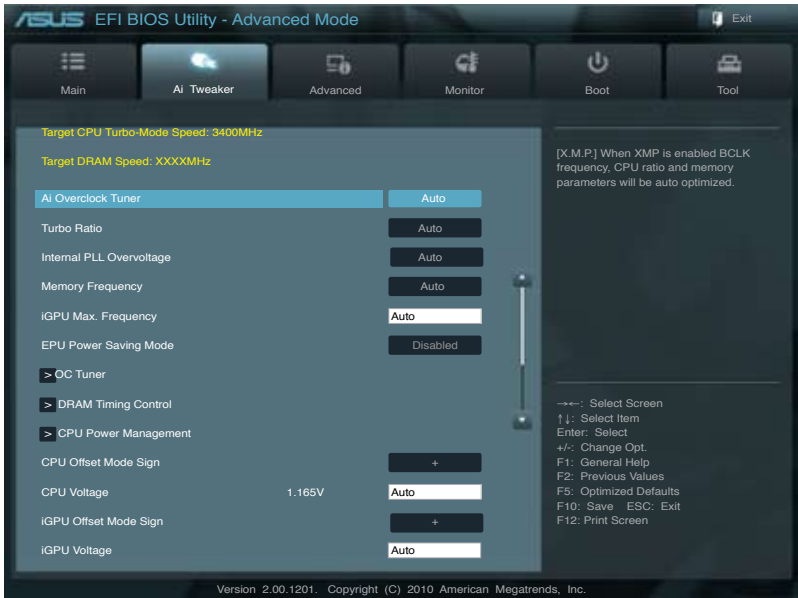 ASUS EFI BIOS Utility - Advanced Mode
Exit
Main
Ai Tweaker
Advanced
Monitor
Boot
Tool
Target CPU Turbo-Mode Speed: 3400MHz
Target DRAM Speed: XXXXMHz
Ai Overclock Tuner Auto
Turbo Ratio Auto
Internal PLL Overvoltage Auto
Memory Frequency Auto
iGPU Max. Frequency Auto
EPU Power Saving Mode Disabled
> OC Tuner
> DRAM Timing Control
> CPU Power Management
CPU Offset Mode Sign +
CPU Voltage 1.165V Auto
iGPU Offset Mode Sign +
iGPU Voltage Auto
[X.M.P.] When XMP is enabled BCLK
frequency, CPU ratio and memory
parameters will be auto optimized.
→←: Select Screen
↑↓: Select Item
Enter: Select
+/-: Change Opt.
F1: General Help
F2: Previous Values
F5: Optimized Defaults
F10: Save ESC: Exit
F12: Print Screen
Version 2.00.1201. Copyright (C) 2010 American Megatrends, Inc.